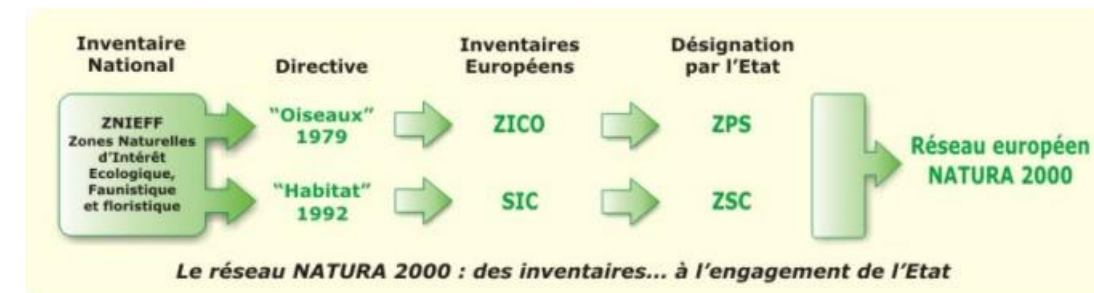 Inventaire
National
Directive
Inventaires
Européens
Désignation
par l'Etat
ZNIEFF
Zones Naturelles
d'Intérêt
Ecologique,
Faunistique
et floristique
"Oiseaux"
1979
ZICO
ZPS
"Habitat"
1992
SIC
ZSC
Réseau européen
NATURA 2000
Le réseau NATURA 2000 : des inventaires... à l'engagement de l'Etat